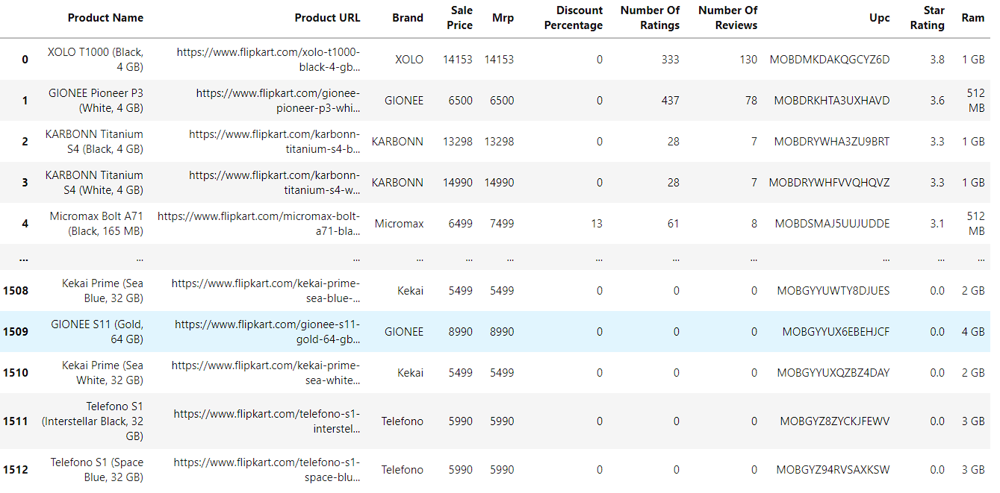 Product Name Product URL Brand Sale Price Mrp Discount Percentage Number Of Ratings Number Of Reviews Upc Star Rating Ram
0 XOLO T1000 (Black, 4 GB) https://www.flipkart.com/xolo-t1000-black-4-gb... XOLO 14153 14153 0 333 130 MOBDMKDAKQGCYZ6D 3.8 1 GB
1 GIONEE Pioneer P3 (White, 4 GB) https://www.flipkart.com/gionee-pioneer-p3-whi... GIONEE 6500 6500 0 437 78 MOBDRKHTA3UXHAVD 3.6 512 MB
2 KARBONN Titanium S4 (Black, 4 GB) https://www.flipkart.com/karbonn-titanium-s4-b... KARBONN 13298 13298 0 28 7 MOBDRYWHA3ZU9BRT 3.3 1 GB
3 KARBONN Titanium S4 (White, 4 GB) https://www.flipkart.com/karbonn-titanium-s4-w... KARBONN 14990 14990 0 28 7 MOBDRYWHFVVQHQVZ 3.3 1 GB
4 Micromax Bolt A71 (Black, 165 MB) https://www.flipkart.com/micromax-bolt-a71-bla... Micromax 6499 7499 13 61 8 MOBDSMAJ5UUJUDDE 3.1 512 MB
... ... ... ... ... ... ... ... ... ... ... ...
1508 Kekai Prime (Sea Blue, 32 GB) https://www.flipkart.com/kekai-prime-sea-blue-... Kekai 5499 5499 0 0 0 MOBGYYUWTY8DJUES 0.0 2 GB
1509 GIONEE S11 (Gold, 64 GB) https://www.flipkart.com/gionee-s11-gold-64-gb... GIONEE 8990 8990 0 0 0 MOBGYYUX6EBEHJCF 0.0 4 GB
1510 Kekai Prime (Sea White, 32 GB) https://www.flipkart.com/kekai-prime-sea-white... Kekai 5499 5499 0 0 0 MOBGYYUXQZBZ4DAY 0.0 2 GB
1511 Telefono S1 (Interstellar Black, 32 GB) https://www.flipkart.com/telefono-s1-interstel... Telefono 5990 5990 0 0 0 MOBGYZ8ZYCKJFEWV 0.0 3 GB
1512 Telefono S1 (Space Blue, 32 GB) https://www.flipkart.com/telefono-s1-space-blu... Telefono 5990 5990 0 0 0 MOBGYZ94RVSAXKSW 0.0 3 GB